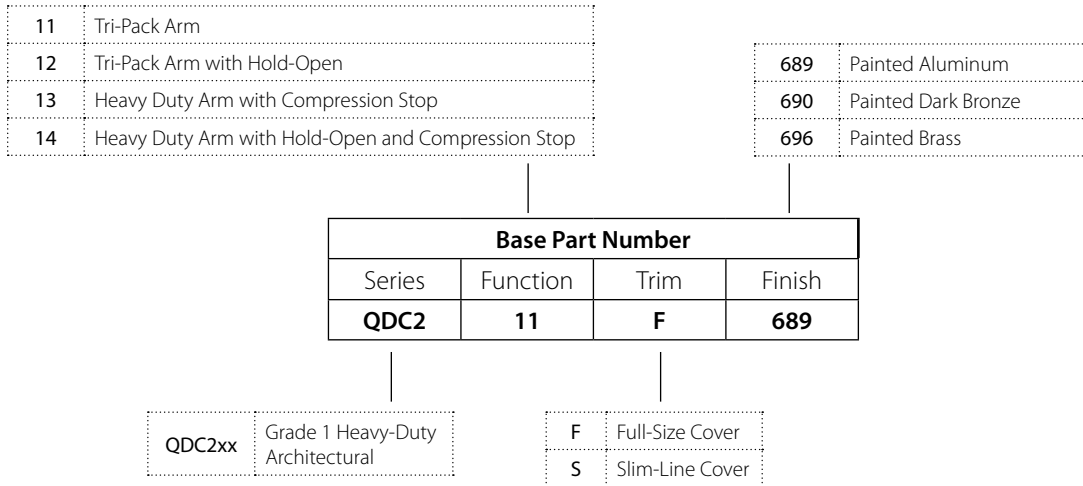 11 Tri-Pack Arm
12 Tri-Pack Arm with Hold-Open
13 Heavy Duty Arm with Compression Stop
14 Heavy Duty Arm with Hold-Open and Compression Stop
689 Painted Aluminum
690 Painted Dark Bronze
696 Painted Brass
Base Part Number
Series Function Trim Finish
QDC2 11 F 689
QDC2xx Grade 1 Heavy-Duty
Architectural
F Full-Size Cover
S Slim-Line Cover